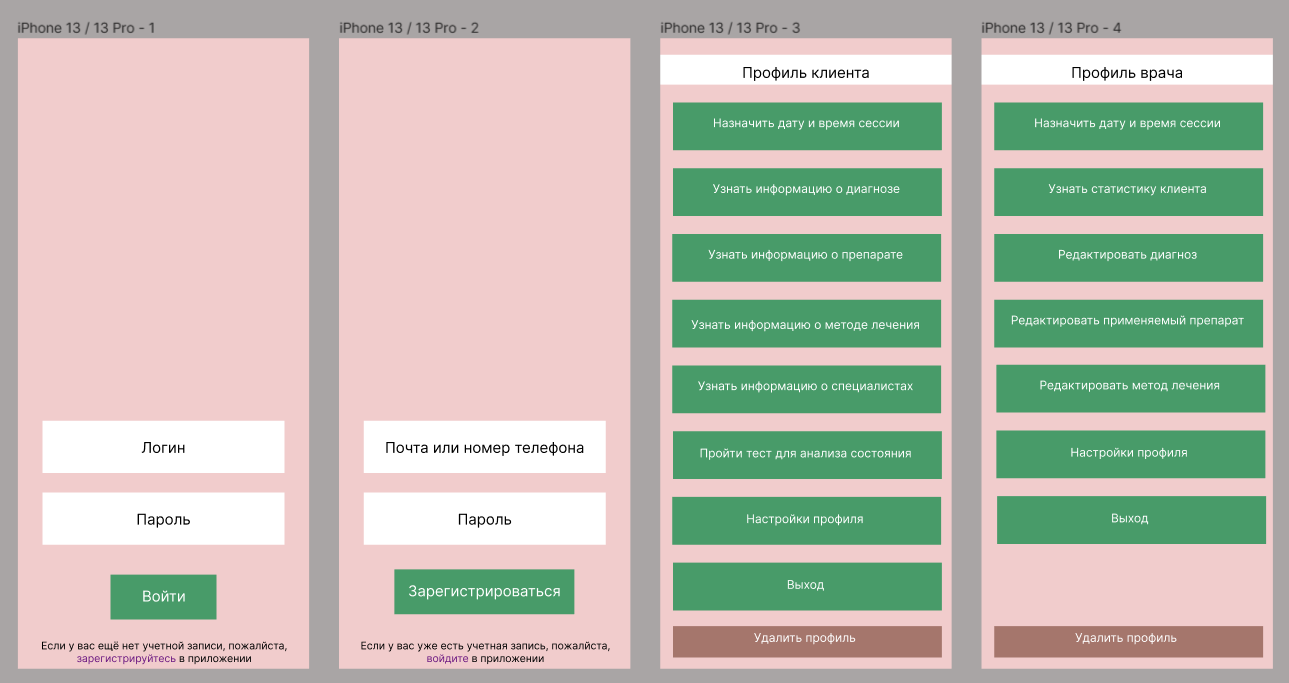 iPhone 13 / 13 Pro - 1
Логин
Пароль
Войти
Если у вас ещё нет учетной записи, пожалйста,
зарегистрируйтесь в приложении
iPhone 13 / 13 Pro - 2
Почта или номер телефона
Пароль
Зарегистрироваться
Если у вас уже есть учетная запись, пожалйста,
войдите в приложении
iPhone 13 / 13 Pro - 3
Профиль клиента
Назначить дату и время сессии
Узнать информацию о диагнозе
Узнать информацию о препарате
Узнать информацию о методе лечения
Узнать информацию о специалистах
Пройти тест для анализа состояния
Настройки профиля
Выход
Удалить профиль
iPhone 13 / 13 Pro - 4
Профиль врача
Назначить дату и время сессии
Узнать статистику клиента
Редактировать диагноз
Редактировать применяемый препарат
Редактировать метод лечения
Настройки профиля
Выход
Удалить профиль